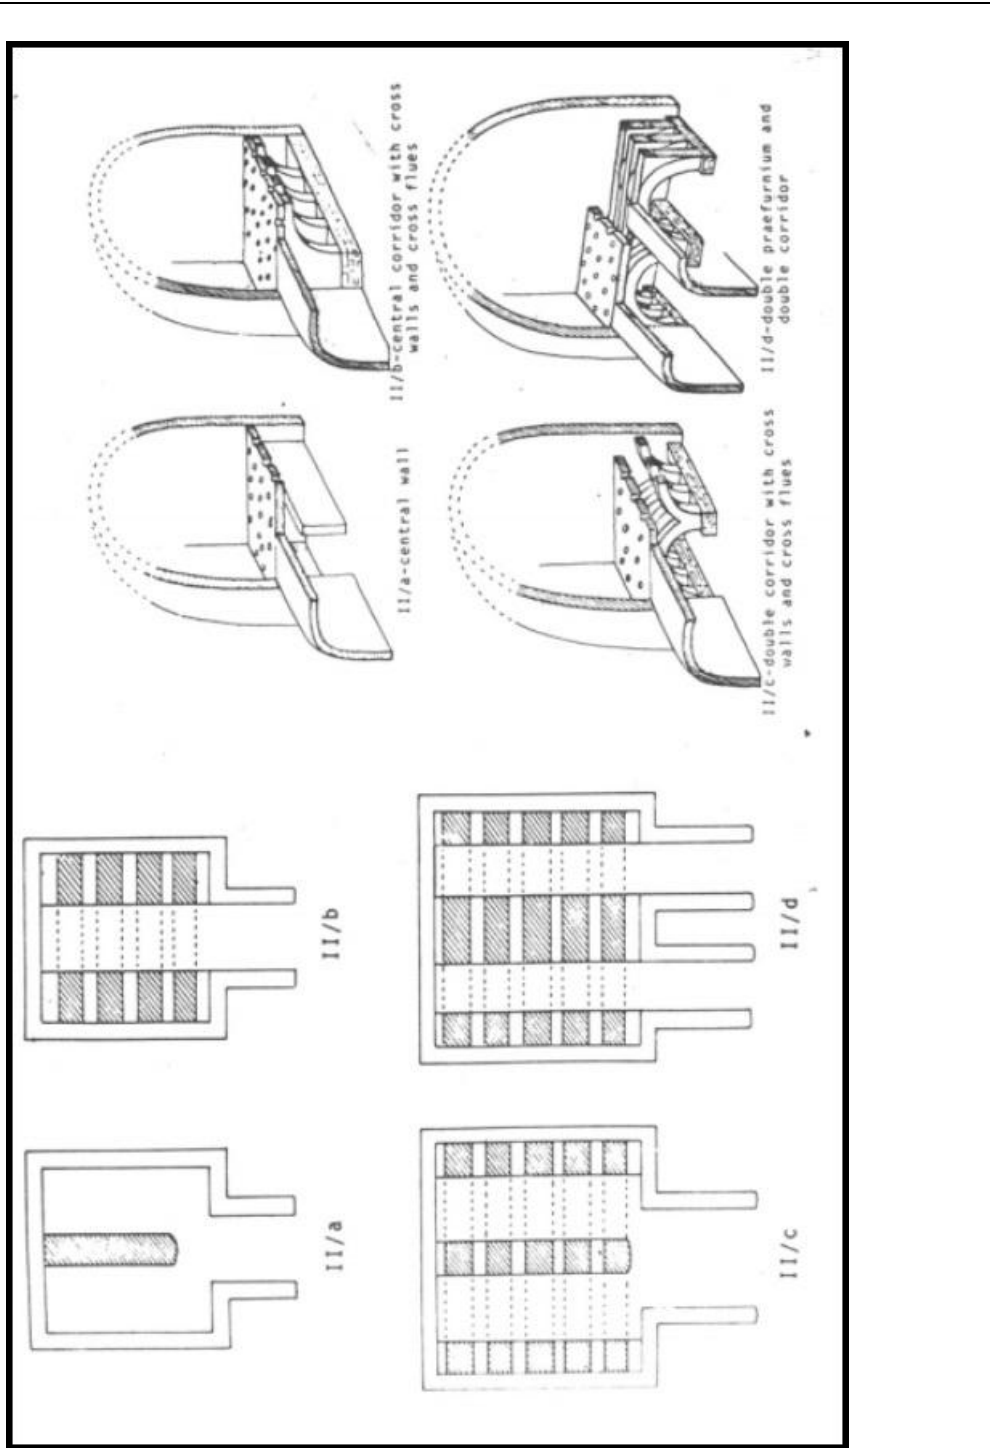 II/a-central wall
II/b-central corridor with cross
walls and cross flues
II/c-double corridor with cross
walls and cross flues
II/d-double praefurnium and
double corridor
II/a
II/b
II/c
II/d